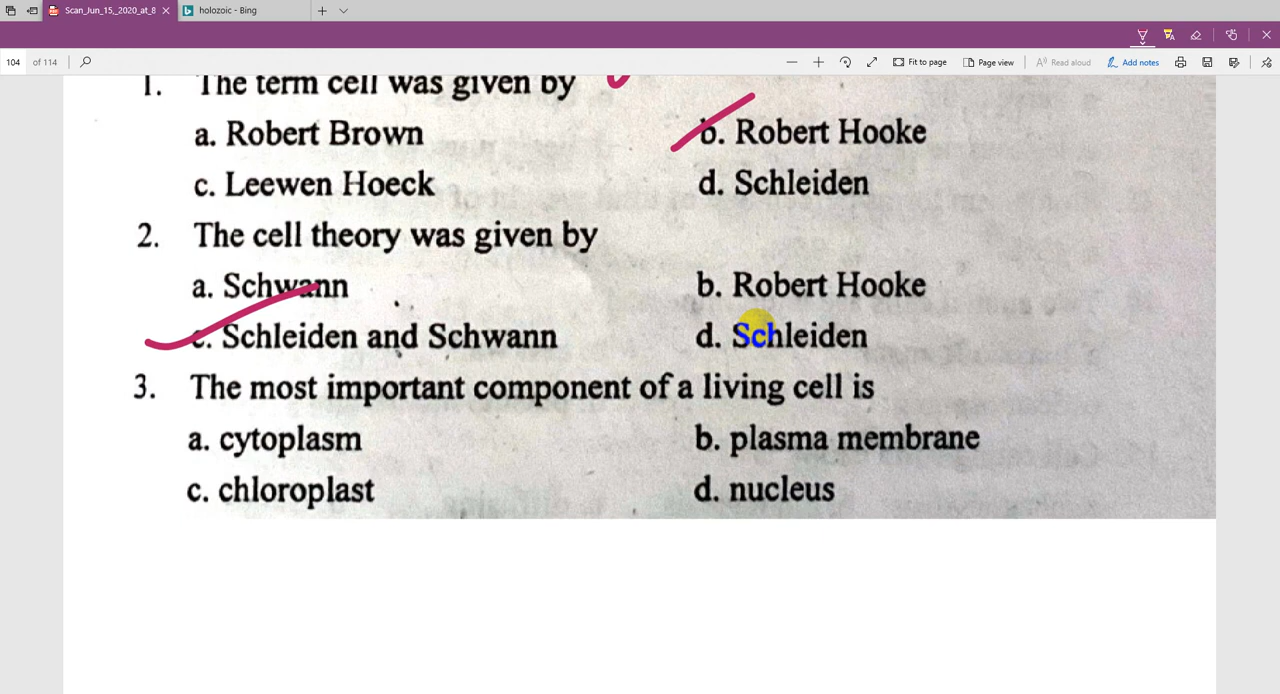 Scan_Jun_15,_2020_at_8
holozoic - Bing
104 of 114
Fit to page
Page view
Read aloud
Add notes
1. The term cell was given by
a. Robert Brown b. Robert Hooke
c. Leewen Hoeck d. Schleiden
2. The cell theory was given by
a. Schwann b. Robert Hooke
c. Schleiden and Schwann d. Schleiden
3. The most important component of a living cell is
a. cytoplasm b. plasma membrane
c. chloroplast d. nucleus